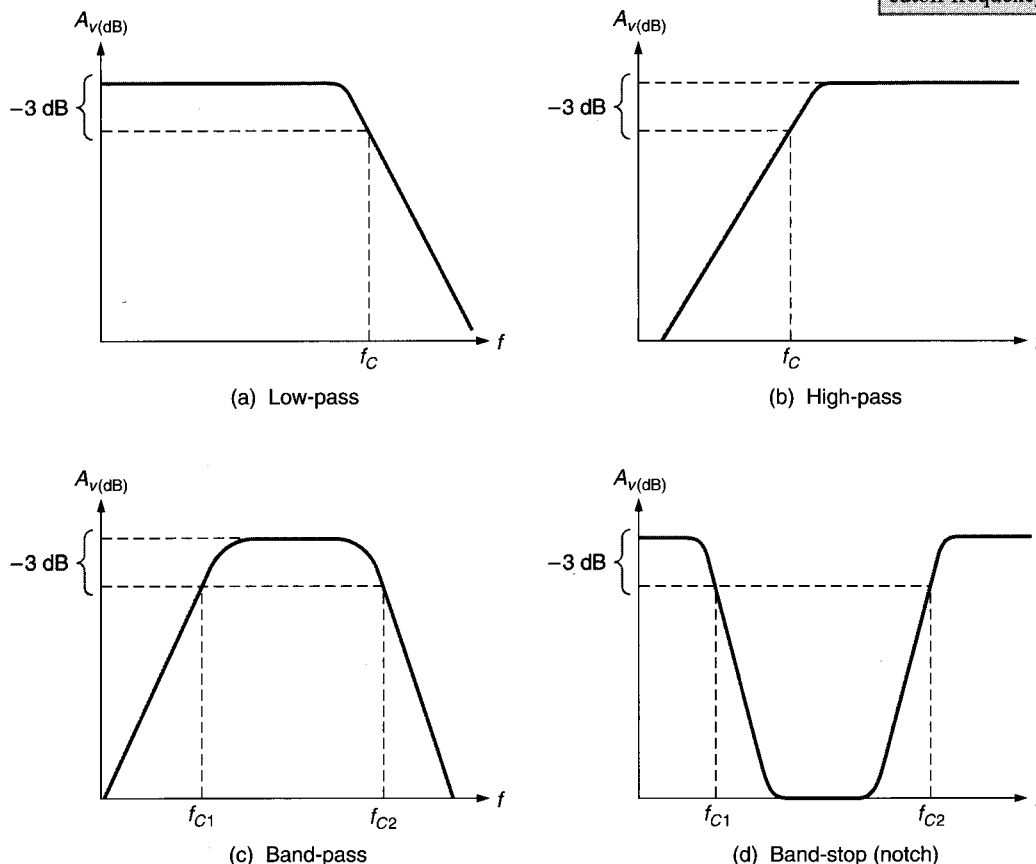 A_v(dB)
–3 dB
f_C
f
(a) Low-pass
A_v(dB)
–3 dB
f_C
(b) High-pass
A_v(dB)
–3 dB
f_C1
f_C2
f
(c) Band-pass
A_v(dB)
–3 dB
f_C1
f_C2
(d) Band-stop (notch)